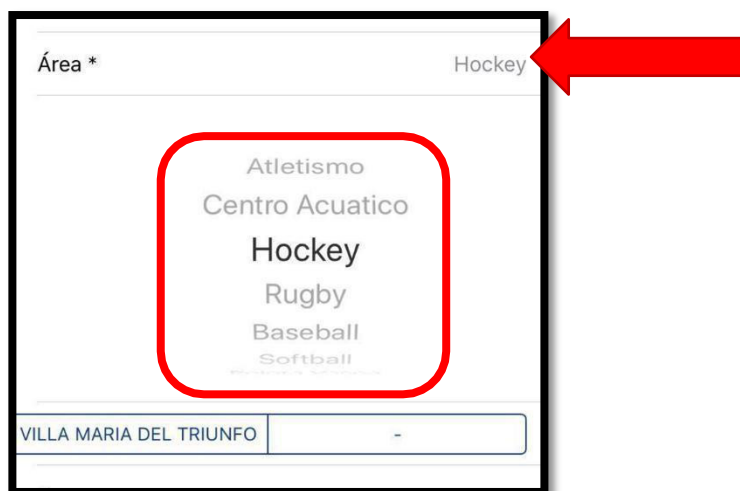 Área * Hockey
Atletismo
Centro Acuatico
Hockey
Rugby
Baseball
Softball
VILLA MARIA DEL TRIUNFO -